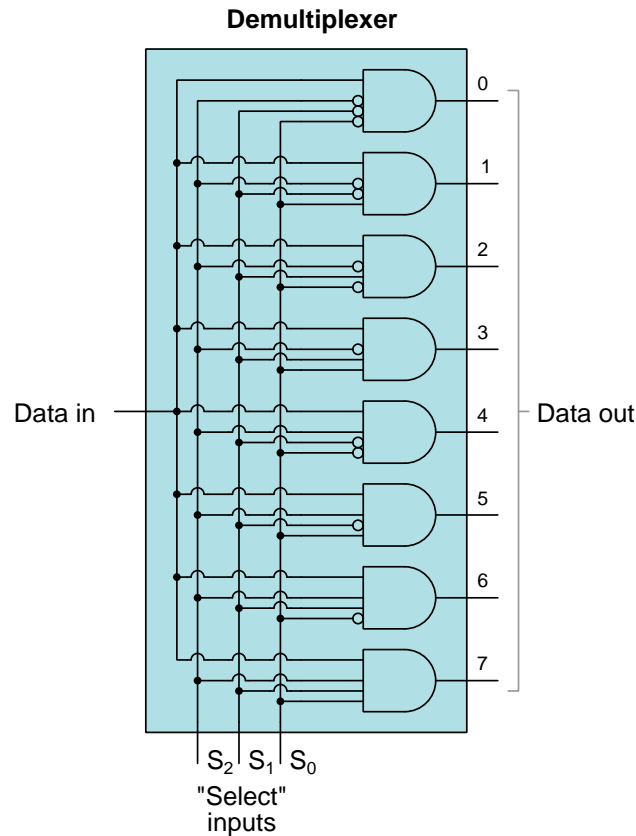 Demultiplexer
0
1
2
3
Data in
4
Data out
5
6
7
S₂ S₁ S₀
"Select"
inputs